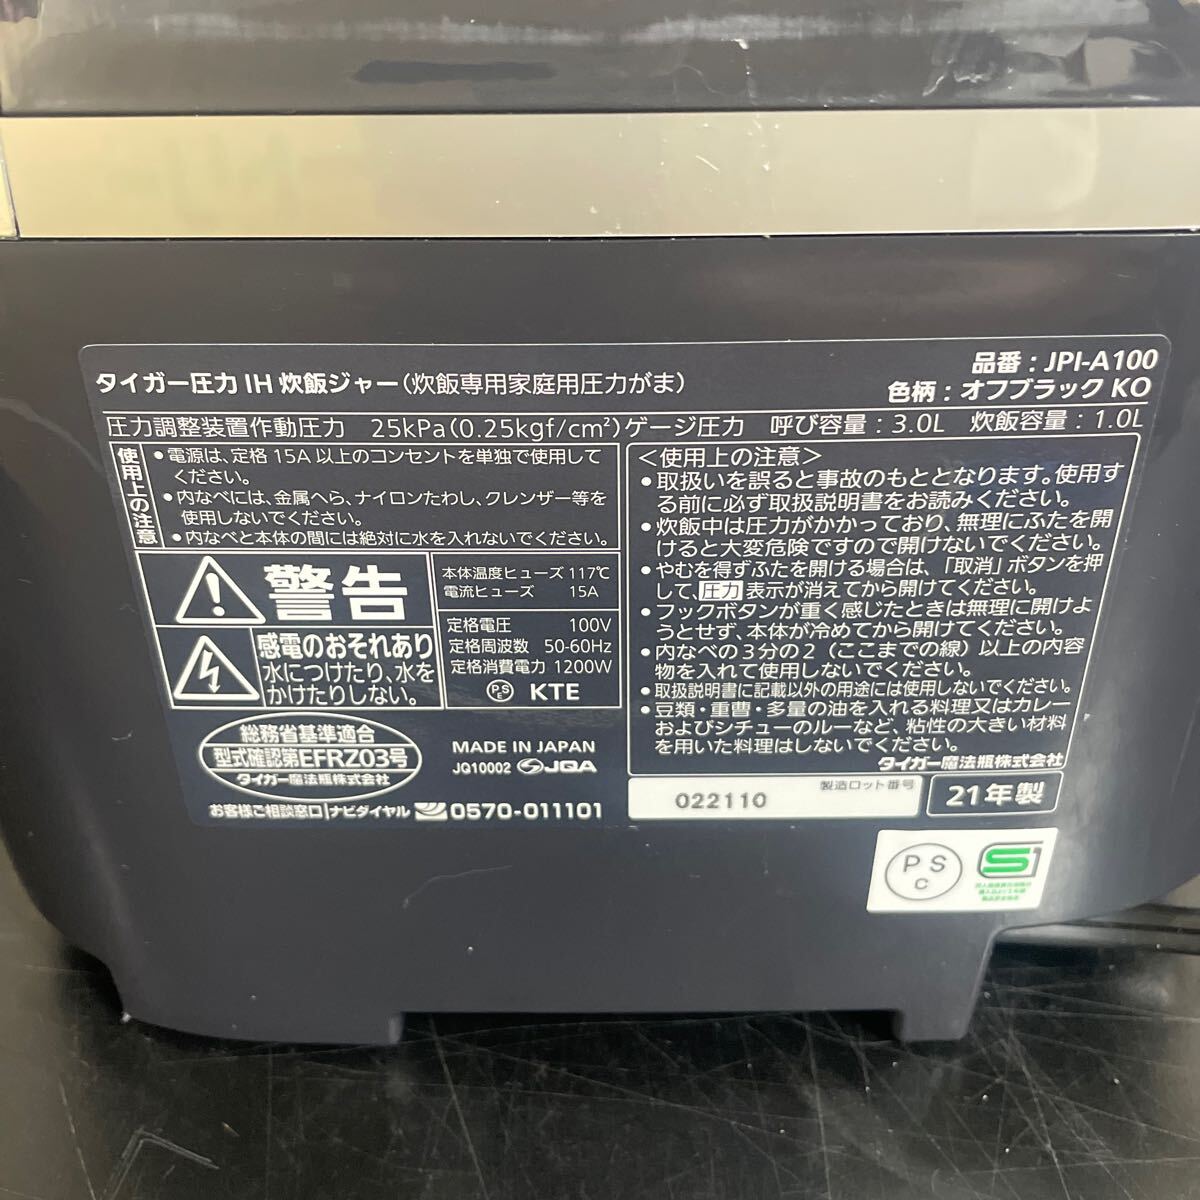 タイガー圧力IH炊飯ジャー(炊飯専用家庭用圧力がま)
品番：JPI-A100
色柄：オフブラックKO
圧力調整装置作動圧力 25kPa(0.25kgf/cm²)ゲージ圧力 呼び容量：3.0L 炊飯容量：1.0L
使用上の注意
•電源は、定格15A以上のコンセントを単独で使用して
ください。
•内なべには、金属へら、ナイロンたわし、クレンザー等を
使用しないでください。
•内なべと本体の間には絶対に水を入れないでください。
警告
感電のおそれあり
水につけたり、水を
かけたりしない。
本体温度ヒューズ 117℃
電流ヒューズ 15A
定格電圧 100V
定格周波数 50-60Hz
定格消費電力 1200W
PSE KTE
総務省基準適合
型式確認第EFRZ03号
タイガー魔法瓶株式会社
MADE IN JAPAN
JQ10002 JQA
お客様ご相談窓口 ナビダイヤル 0570-011101
＜使用上の注意＞
•取扱いを誤ると事故のもととなります。使用す
る前に必ず取扱説明書をお読みください。
•炊飯中は圧力がかかっており、無理にふたを開
けると大変危険ですので開けないでください。
•やむを得ずふたを開ける場合は、「取消」ボタンを押
して、圧力表示が消えてから開けてください。
•フックボタンが重く感じたときは無理に開けよ
うとせず、本体が冷めてから開けてください。
•内なべの3分の2（ここまでの線）以上の内容
物を入れて使用しないでください。
•取扱説明書に記載以外の用途には使用しないでください。
•豆類・重曹・多量の油を入れる料理又はカレー
およびシチューのルーなど、粘性の大きい材料
を用いた料理はしないでください。
タイガー魔法瓶株式会社
製造ロット番号
022110
21年製
PS
C
S1